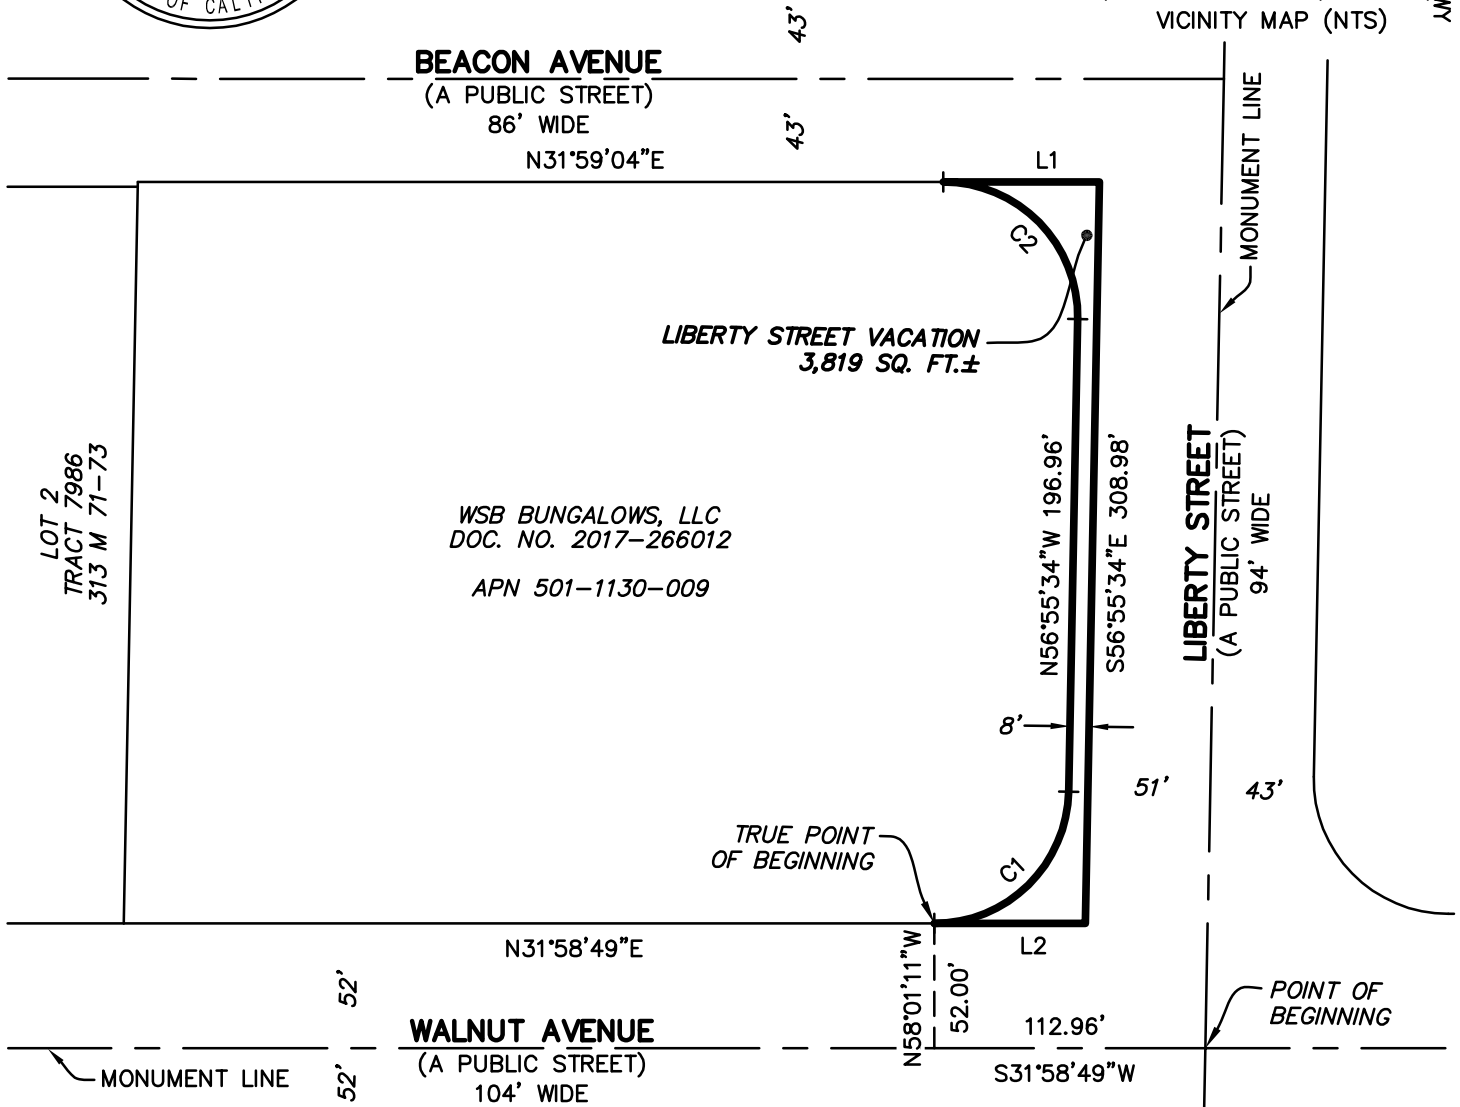 OF CALI
VICINITY MAP (NTS)
WY
43'
BEACON AVENUE
(A PUBLIC STREET)
86' WIDE
43'
N31°59'04"E
L1
MONUMENT LINE
C2
LIBERTY STREET VACATION
3,819 SQ. FT.±
LOT 2
TRACT 7986
313 M 71-73
WSB BUNGALOWS, LLC
DOC. NO. 2017-266012
APN 501-1130-009
N56°55'34"W 196.96'
S56°55'34"E 308.98'
LIBERTY STREET
(A PUBLIC STREET)
94' WIDE
8'
51'
43'
TRUE POINT
OF BEGINNING
C1
N31°58'49"E
L2
N58°01'11"W
52.00'
112.96'
POINT OF
BEGINNING
52'
WALNUT AVENUE
(A PUBLIC STREET)
104' WIDE
52'
MONUMENT LINE
S31°58'49"W